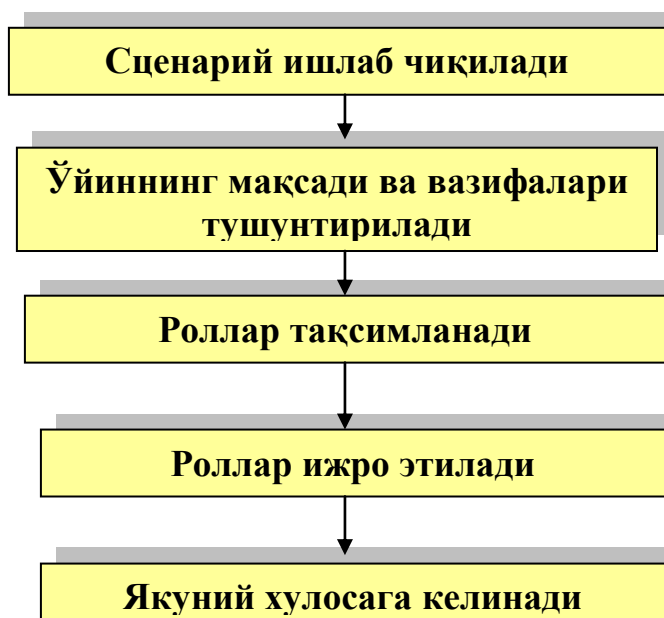 Сценарий ишлаб чиқилади
Ўйиннинг мақсади ва вазифалари
тушунтирилади
Роллар тақсимланади
Роллар ижро этилади
Якуний хулосага келинади